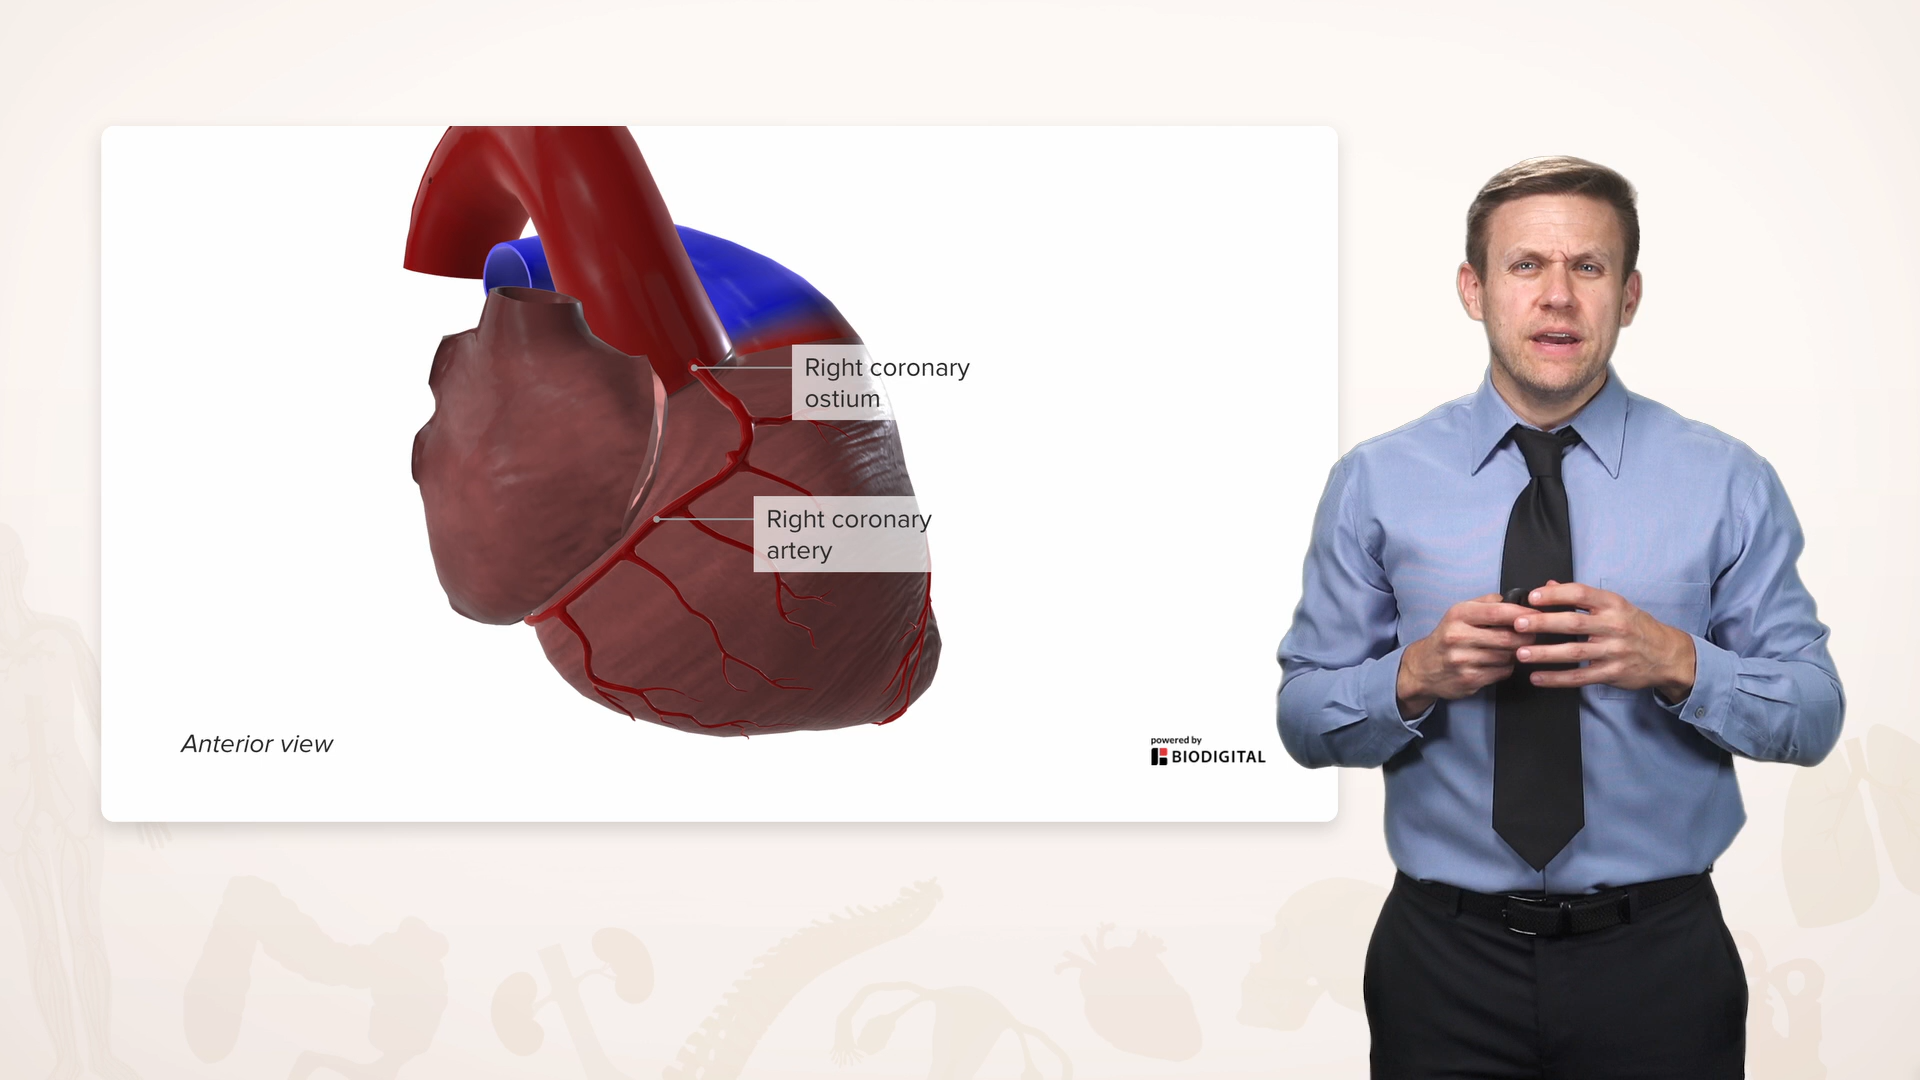 Right coronary
ostium
Right coronary
artery
Anterior view
powered by
BIODIGITAL